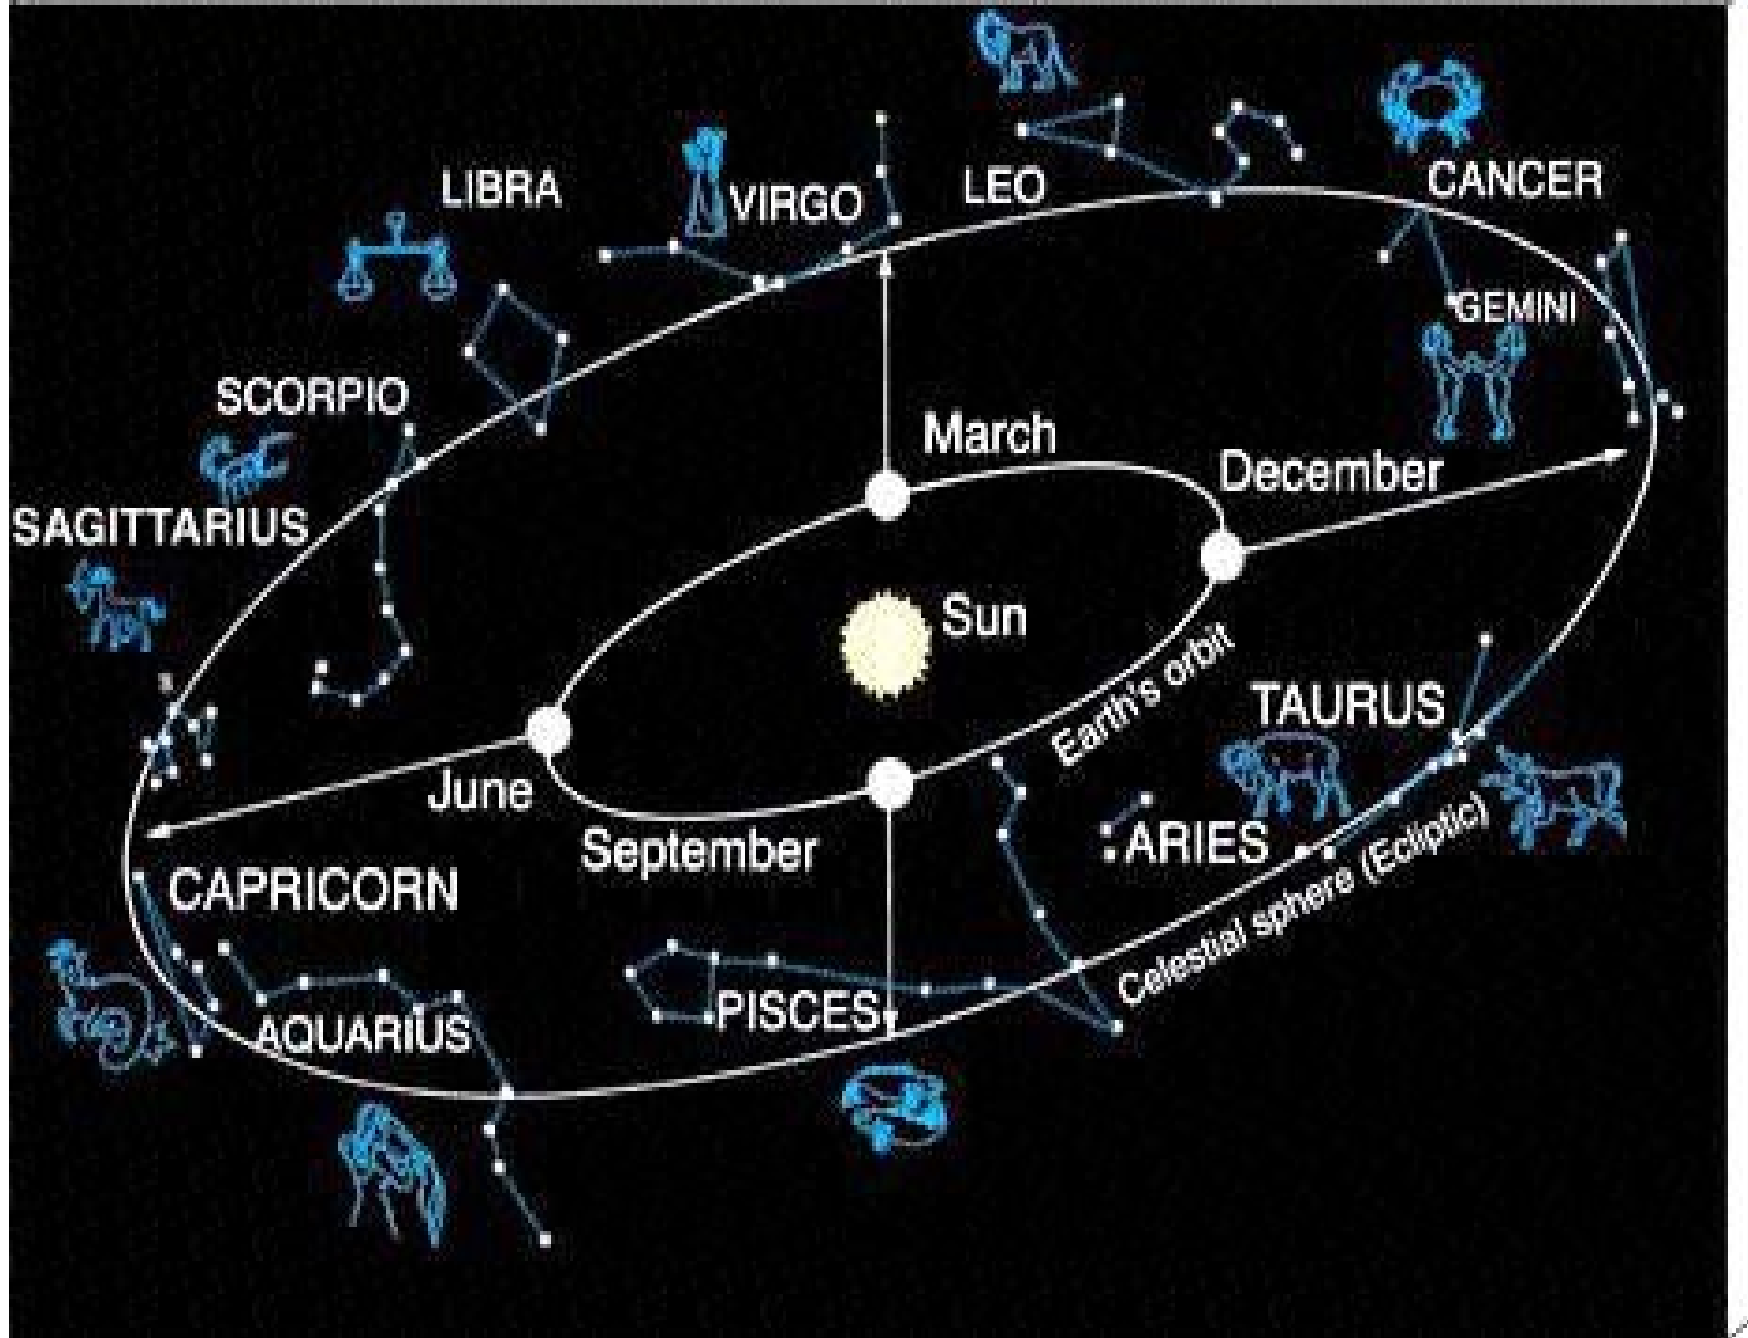 LEO
CANCER
LIBRA
VIRGO
GEMINI
SCORPIO
March
December
SAGITTARIUS
Sun
Earth's orbit
TAURUS
June
September
ARIES
CAPRICORN
Celestial sphere (Ecliptic)
PISCES
AQUARIUS